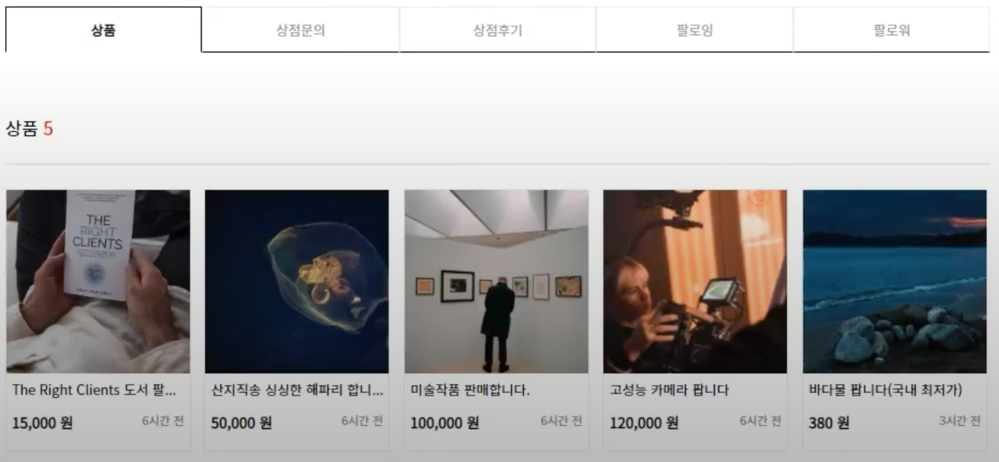 상품
상점문의
상점후기
팔로잉
팔로워
상품 5
THE
RIGHT
CLIENTS
The Right Clients 도서 팔...
15,000 원
6시간 전
산지직송 싱싱한 해파리 합니...
50,000 원
6시간 전
미술작품 판매합니다.
100,000 원
6시간 전
고성능 카메라 팝니다
120,000 원
6시간 전
바다물 팝니다(국내 최저가)
380 원
3시간 전